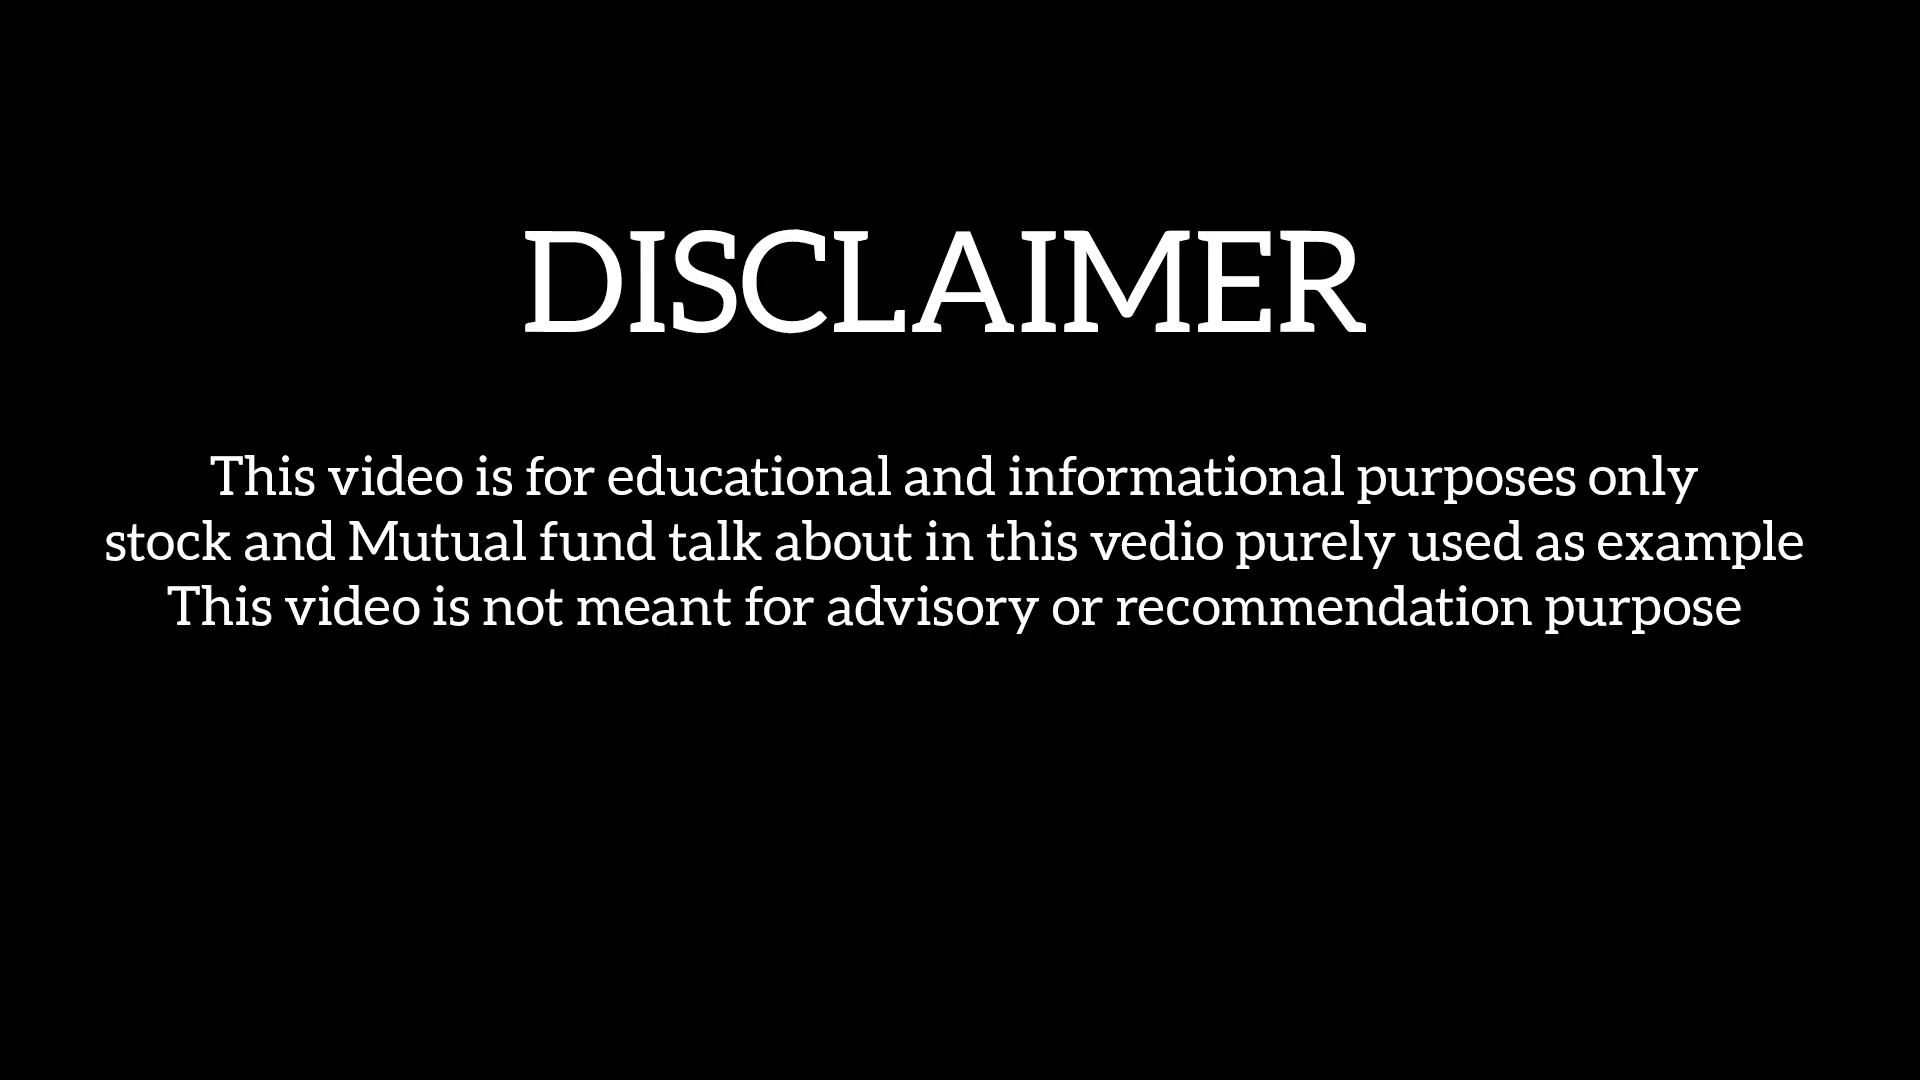 DISCLAIMER
This video is for educational and informational purposes only
stock and Mutual fund talk about in this vedio purely used as example
This video is not meant for advisory or recommendation purpose